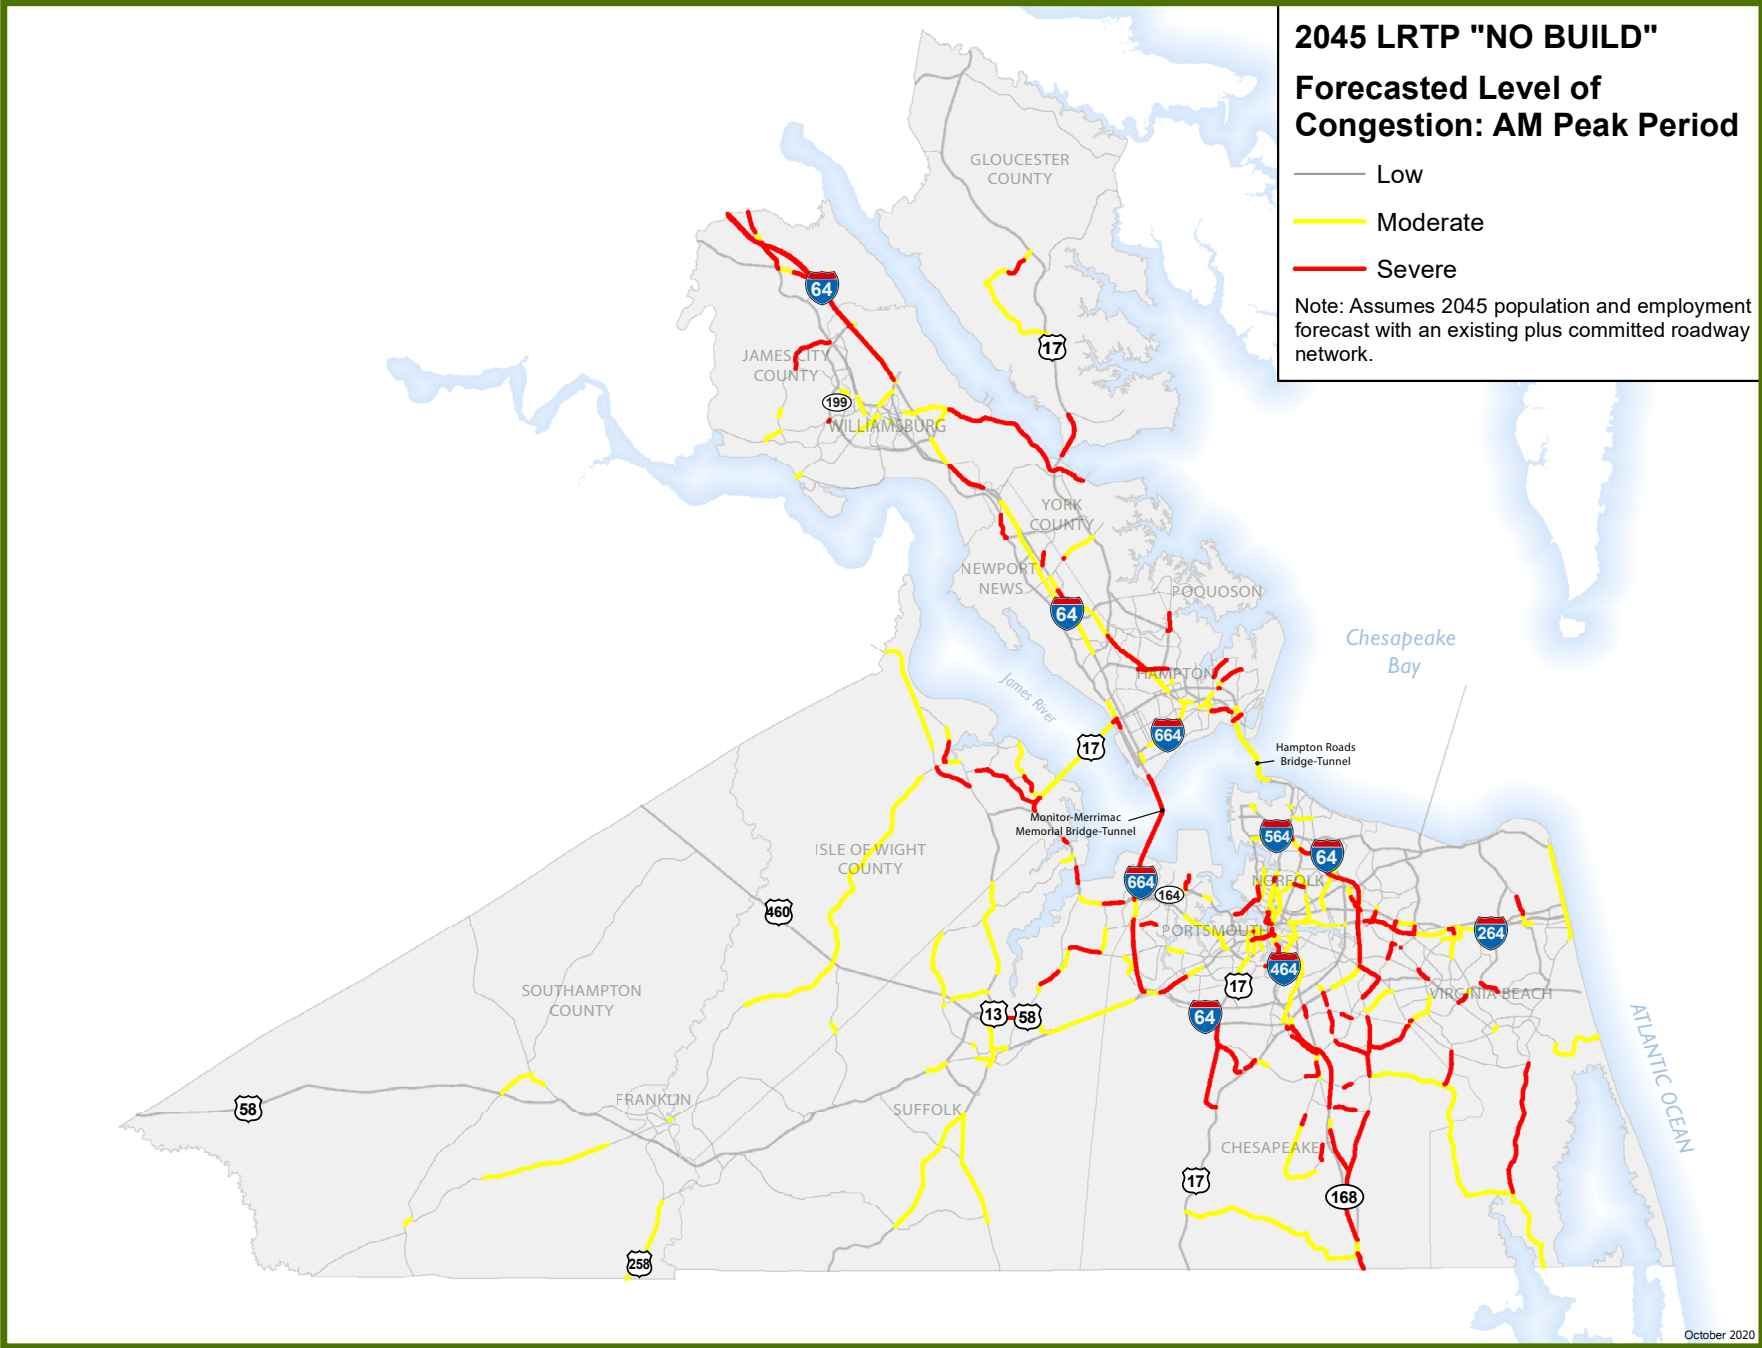 2045 LRTP "NO BUILD"
Forecasted Level of
Congestion: AM Peak Period
Low
Moderate
Severe
Note: Assumes 2045 population and employment
forecast with an existing plus committed roadway
network.
GLOUCESTER
COUNTY
64
17
JAMES CITY
COUNTY
199
WILLIAMSBURG
YORK
COUNTY
NEWPORT
NEWS
POQUOSON
64
Chesapeake
Bay
HAMPTON
James River
664
17
Hampton Roads
Bridge-Tunnel
Monitor-Merrimac
Memorial Bridge-Tunnel
564
64
ISLE OF WIGHT
COUNTY
664
164
NORFOLK
460
PORTSMOUTH
264
464
17
SOUTHAMPTON
COUNTY
VIRGINIA BEACH
13
58
64
ATLANTIC OCEAN
58
FRANKLIN
SUFFOLK
CHESAPEAKE
17
168
258
October 2020